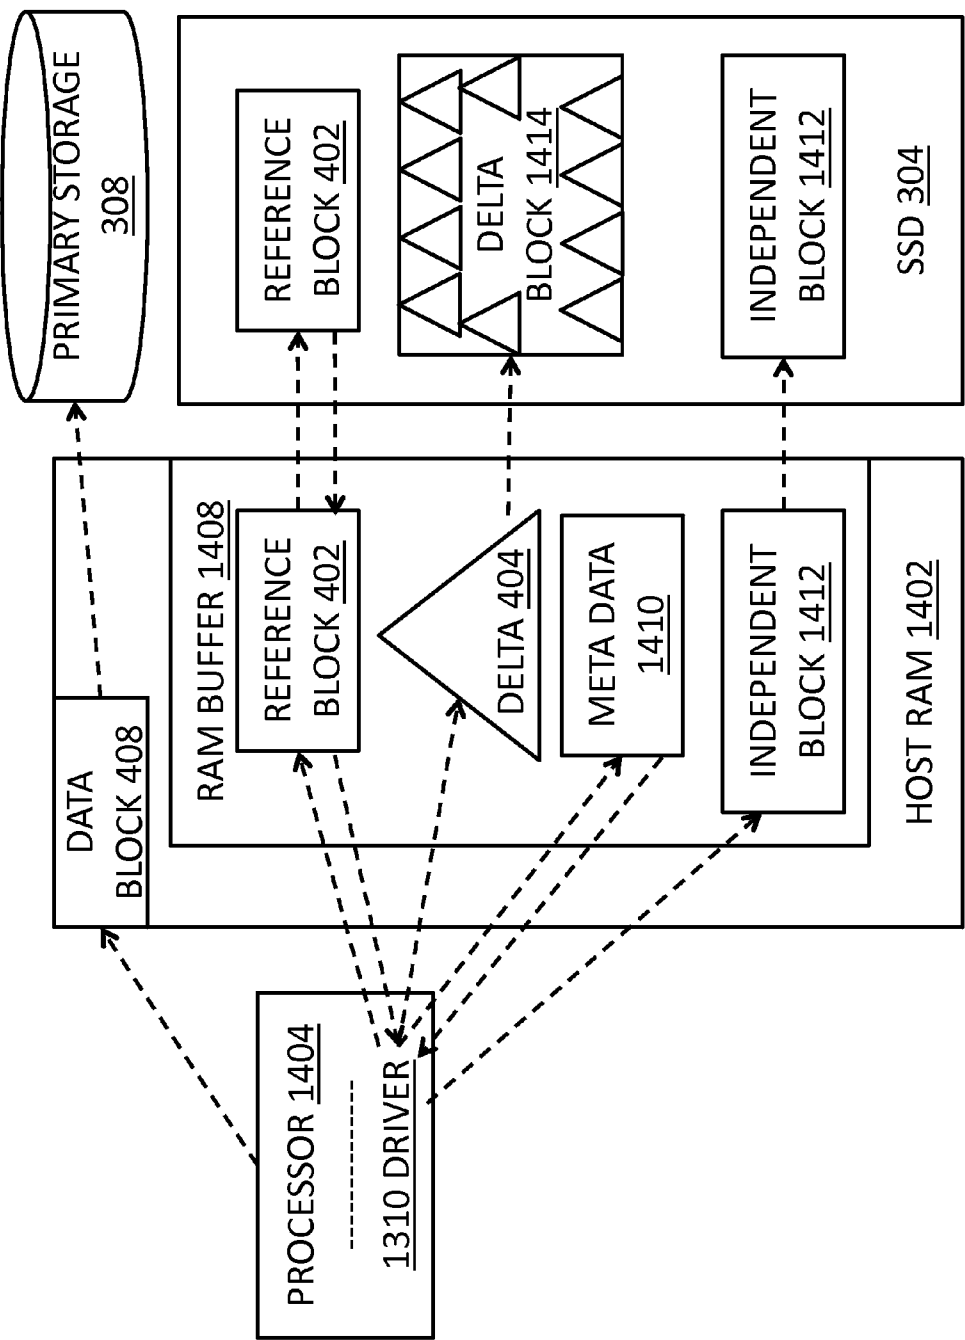 PRIMARY STORAGE
308
REFERENCE
BLOCK 402
DELTA
BLOCK 1414
INDEPENDENT
BLOCK 1412
SSD 304
DATA
BLOCK 408
RAM BUFFER 1408
REFERENCE
BLOCK 402
DELTA 404
META DATA
1410
INDEPENDENT
BLOCK 1412
HOST RAM 1402
PROCESSOR 1404
1310 DRIVER